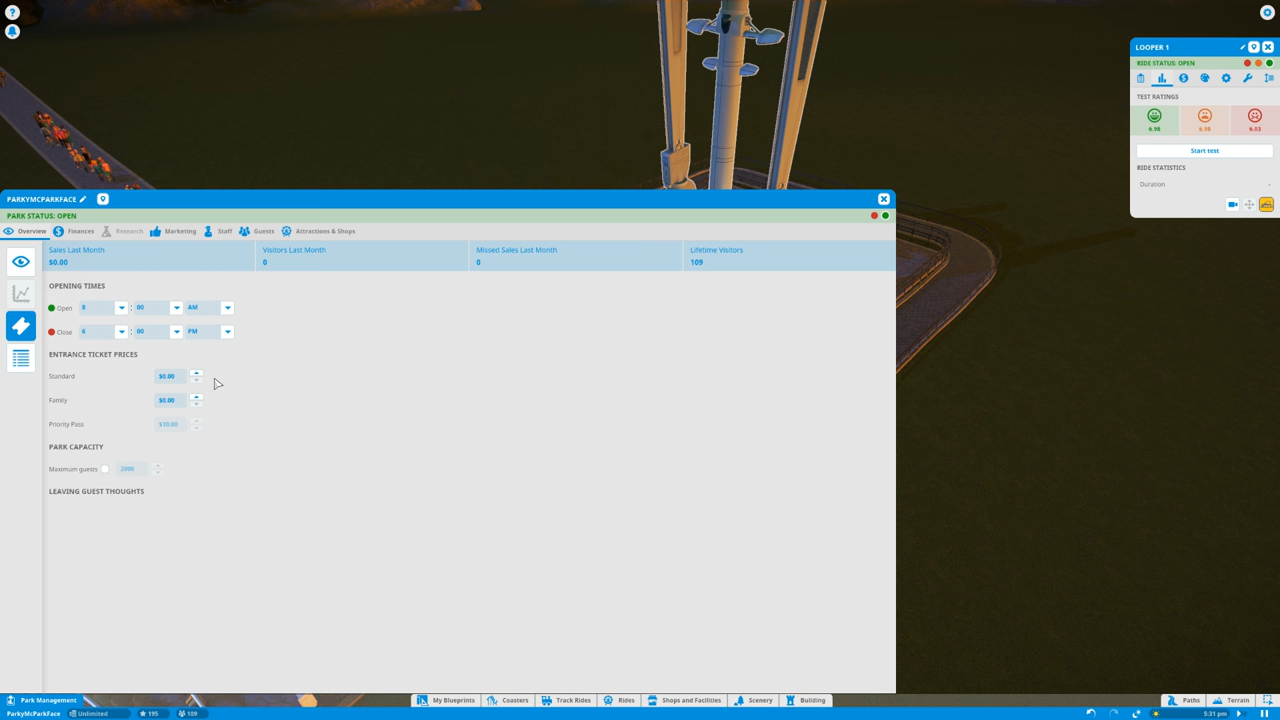 ?
LOOPER 1
RIDE STATUS: OPEN
TEST RATINGS
6.98 6.38 6.03
Start test
RIDE STATISTICS
Duration -
PARKYMCPARKFACE
PARK STATUS: OPEN
Overview Finances Research Marketing Staff Guests Attractions & Shops
Sales Last Month Visitors Last Month Missed Sales Last Month Lifetime Visitors
$0.00 0 0 109
OPENING TIMES
Open 8 : 00 AM
Close 6 : 00 PM
ENTRANCE TICKET PRICES
Standard $0.00
Family $0.00
Priority Pass $10.00
PARK CAPACITY
Maximum guests 2000
LEAVING GUEST THOUGHTS
Park Management My Blueprints Coasters Track Rides Rides Shops and Facilities Scenery Building Paths Terrain
ParkyMcParkFace Unlimited 195 109 5:31 pm